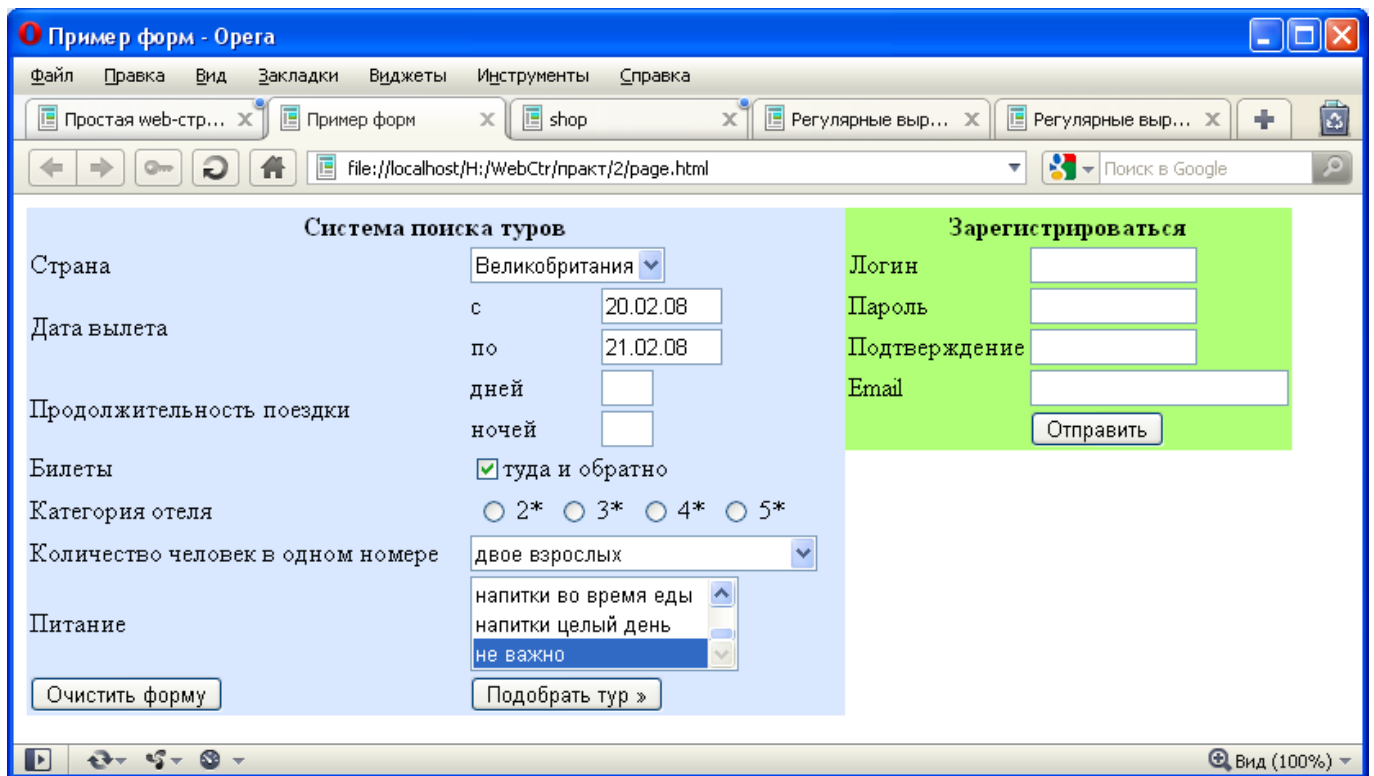 Пример форм - Opera
Файл Правка Вид Закладки Виджеты Инструменты Справка
Простая web-стр... Пример форм shop Регулярные выр... Регулярные выр...
file://localhost/H:/WebCtr/практ/2/page.html Поиск в Google
Система поиска туров
Страна Великобритания
Дата вылета
с 20.02.08
по 21.02.08
Продолжительность поездки
дней
ночей
Билеты туда и обратно
Категория отеля 2* 3* 4* 5*
Количество человек в одном номере двое взрослых
Питание
напитки во время еды
напитки целый день
не важно
Очистить форму Подобрать тур »
Зарегистрироваться
Логин
Пароль
Подтверждение
Email
Отправить
Вид (100%)